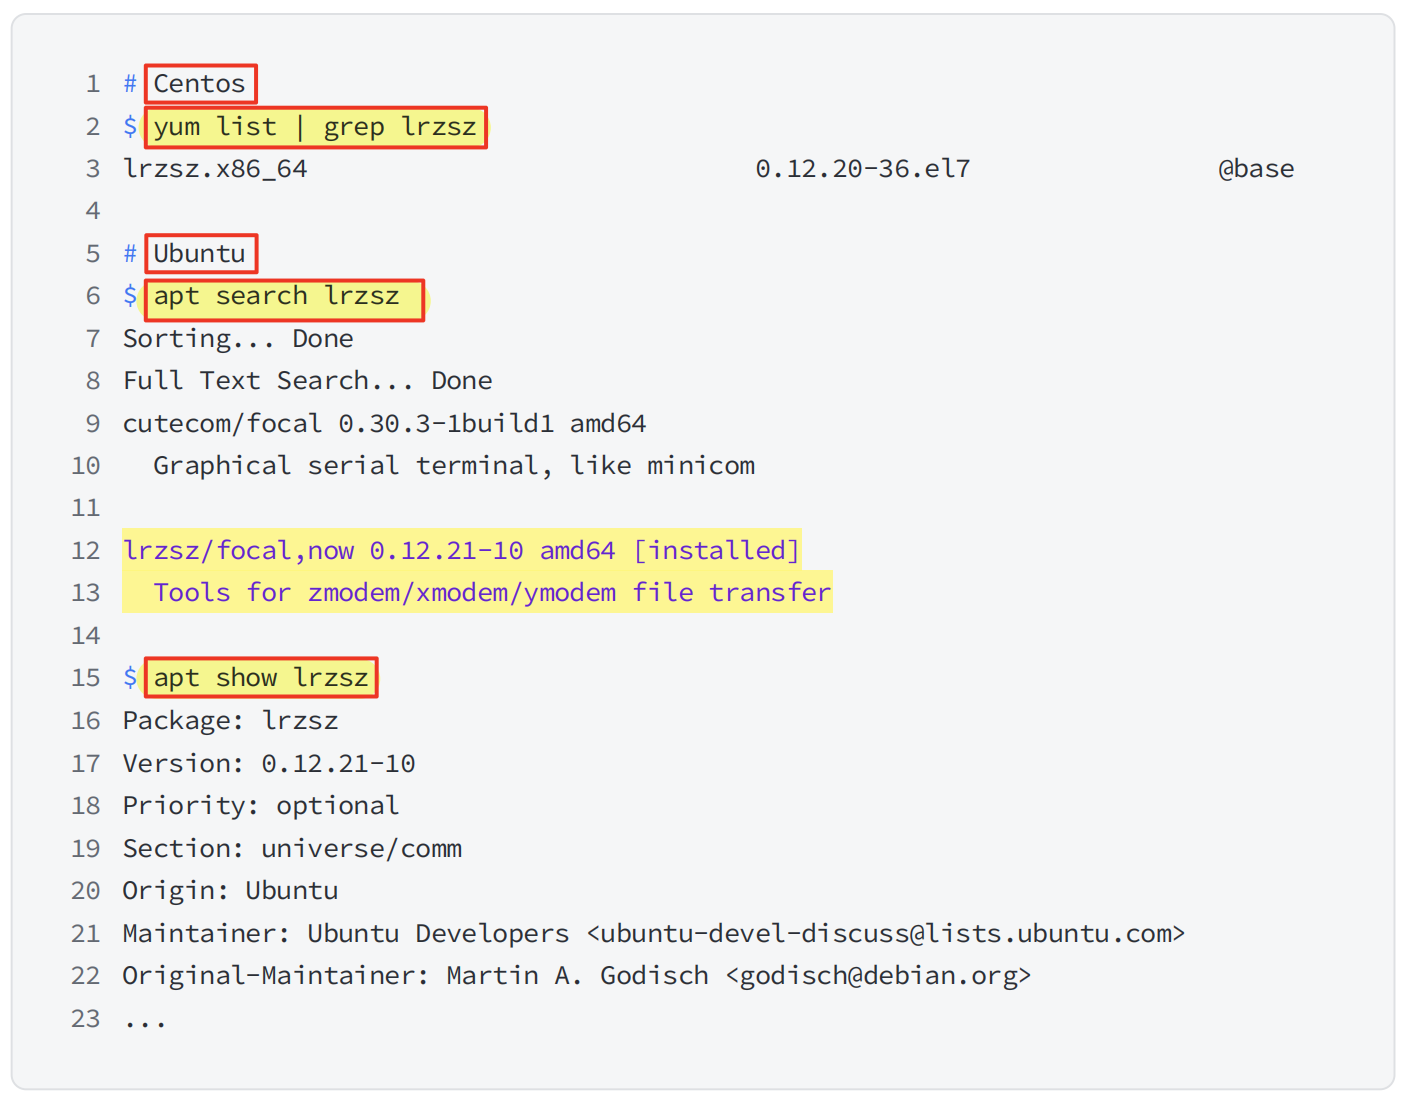 1 # Centos
2 $ yum list | grep lrzsz
3 lrzsz.x86_64 0.12.20-36.el7 @base
4
5 # Ubuntu
6 $ apt search lrzsz
7 Sorting... Done
8 Full Text Search... Done
9 cutecom/focal 0.30.3-1build1 amd64
10 Graphical serial terminal, like minicom
11
12 lrzsz/focal,now 0.12.21-10 amd64 [installed]
13 Tools for zmodem/xmodem/ymodem file transfer
14
15 $ apt show lrzsz
16 Package: lrzsz
17 Version: 0.12.21-10
18 Priority: optional
19 Section: universe/comm
20 Origin: Ubuntu
21 Maintainer: Ubuntu Developers <ubuntu-devel-discuss@lists.ubuntu.com>
22 Original-Maintainer: Martin A. Godisch <godisch@debian.org>
23 ...